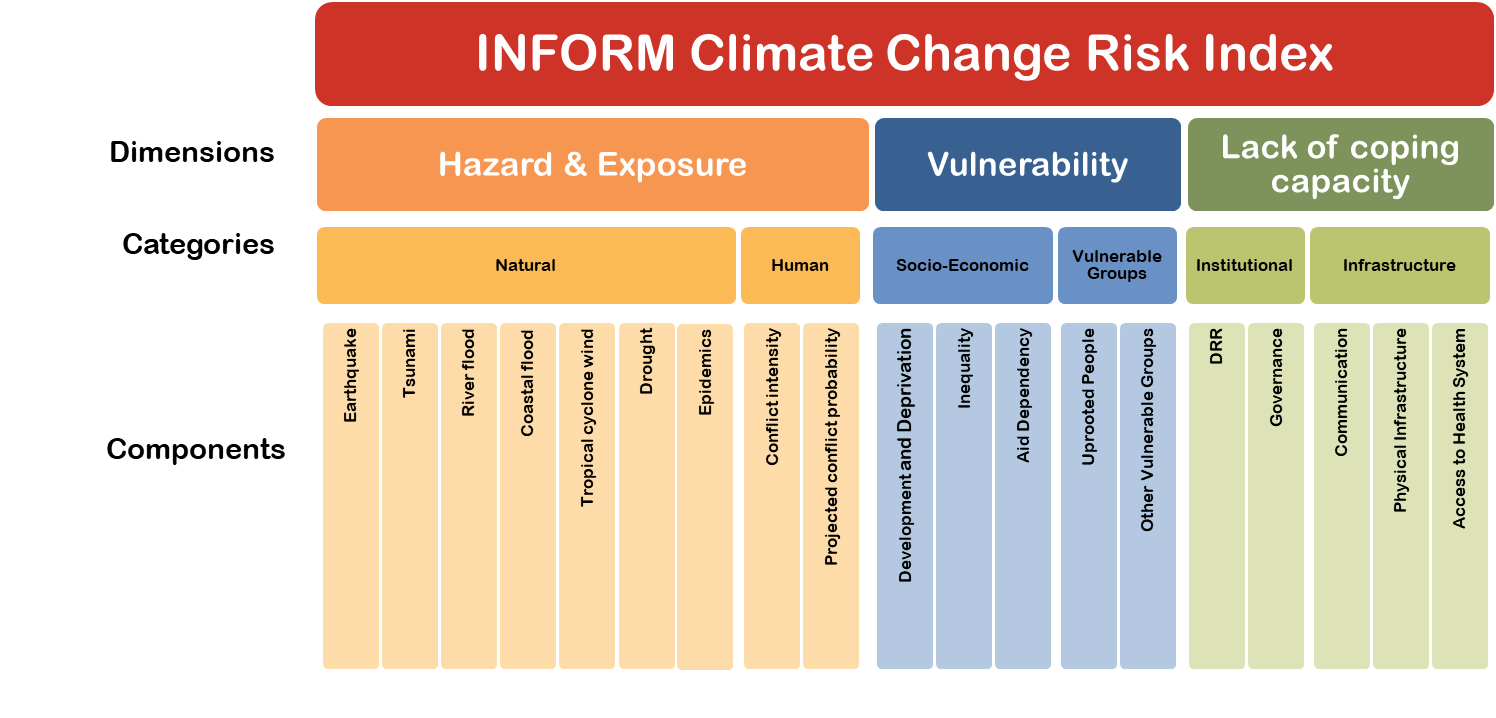 INFORM Climate Change Risk Index
Dimensions
Hazard & Exposure
Vulnerability
Lack of coping
capacity
Categories
Natural
Human
Socio-Economic
Vulnerable
Groups
Institutional
Infrastructure
Components
Earthquake
Tsunami
River flood
Coastal flood
Tropical cyclone wind
Drought
Epidemics
Conflict intensity
Projected conflict probability
Development and Deprivation
Inequality
Aid Dependency
Uprooted People
Other Vulnerable Groups
DRR
Governance
Communication
Physical Infrastructure
Access to Health System